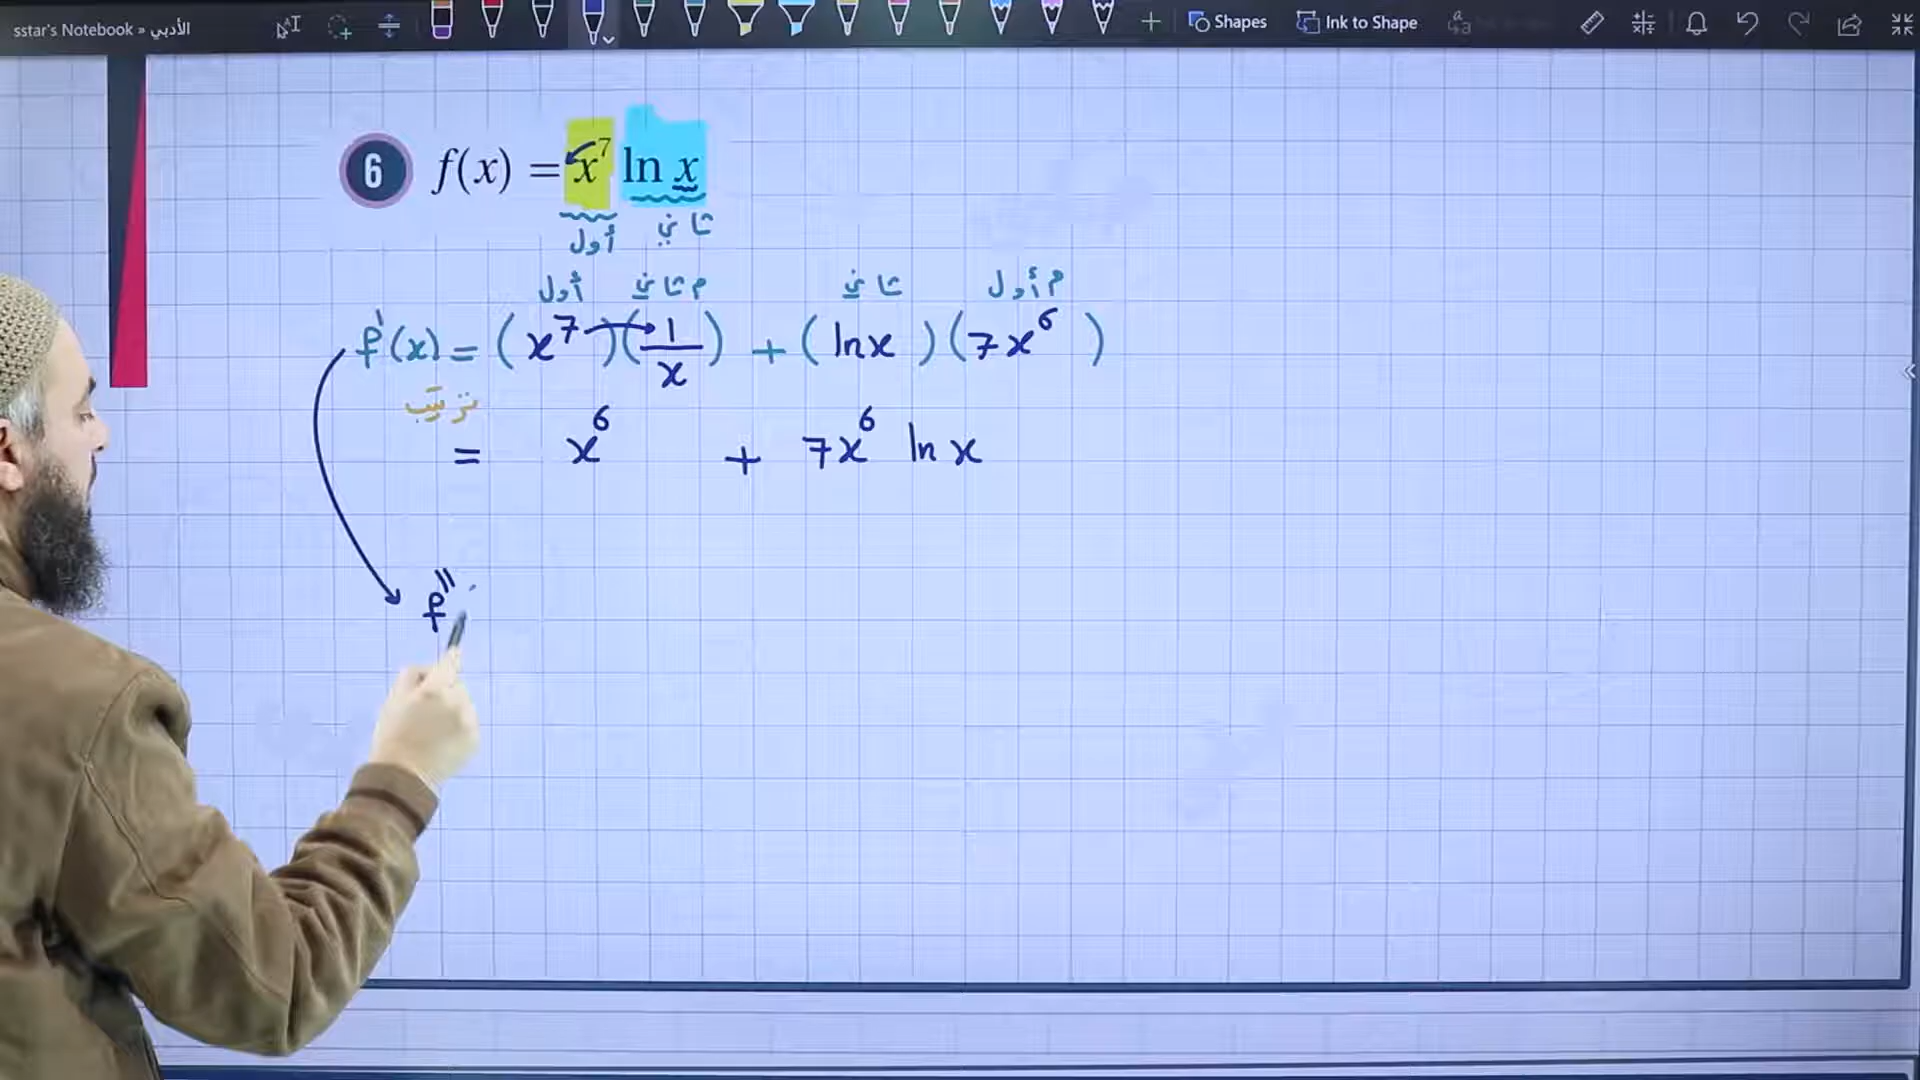 sstar's Notebook » الأدبي
Shapes
Ink to Shape
6 f(x) = x⁷ ln x
أول ثاني
أول م ثاني ثاني م أول
f'(x) = (x⁷)(1/x) + (ln x)(7x⁶)
ترتيب
= x⁶ + 7x⁶ ln x
f''